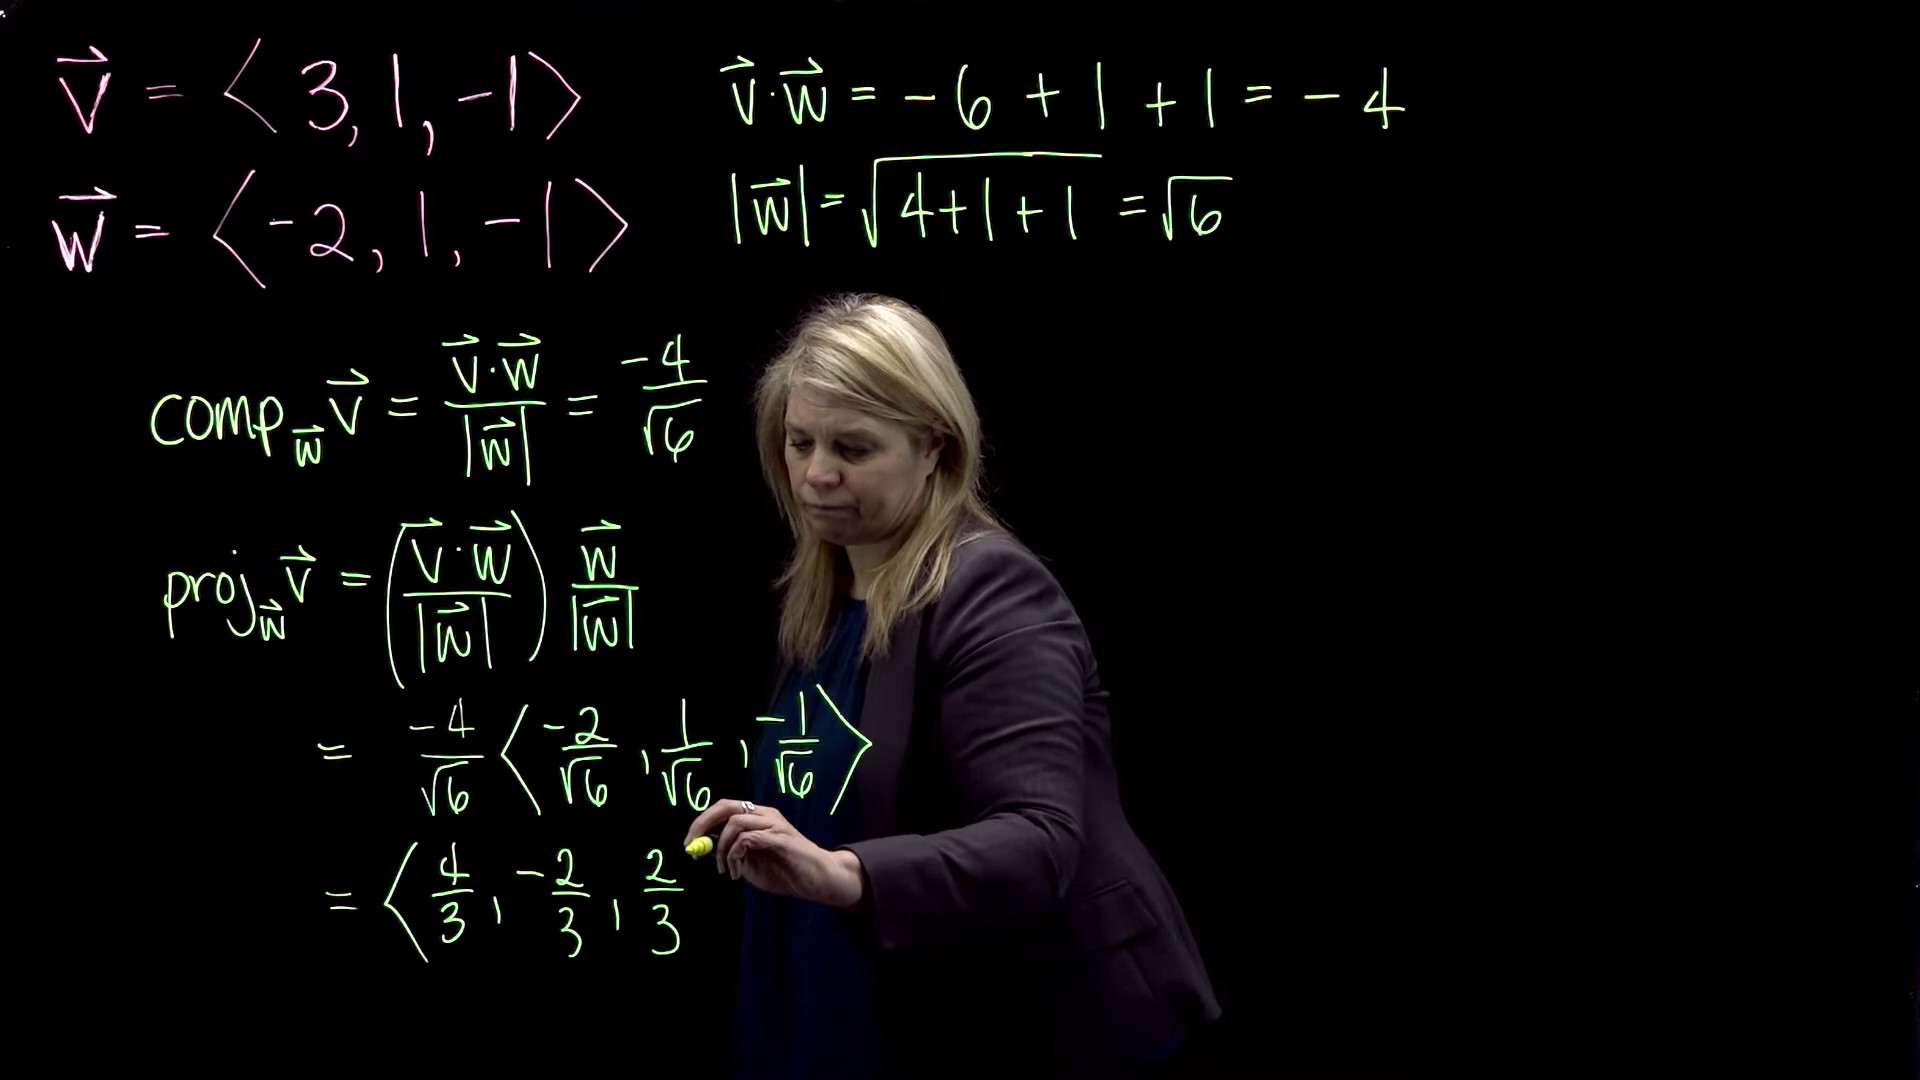 v⃗ = ⟨3, 1, -1⟩
w⃗ = ⟨-2, 1, -1⟩
v⃗·w⃗ = -6 + 1 + 1 = -4
|w⃗| = √(4+1+1) = √6
comp_w⃗ v⃗ = (v⃗·w⃗)/|w⃗| = -4/√6
proj_w⃗ v⃗ = ((v⃗·w⃗)/|w⃗|) w⃗/|w⃗|
= -4/√6 ⟨-2/√6, 1/√6, -1/√6⟩
= ⟨4/3, -2/3, 2/3